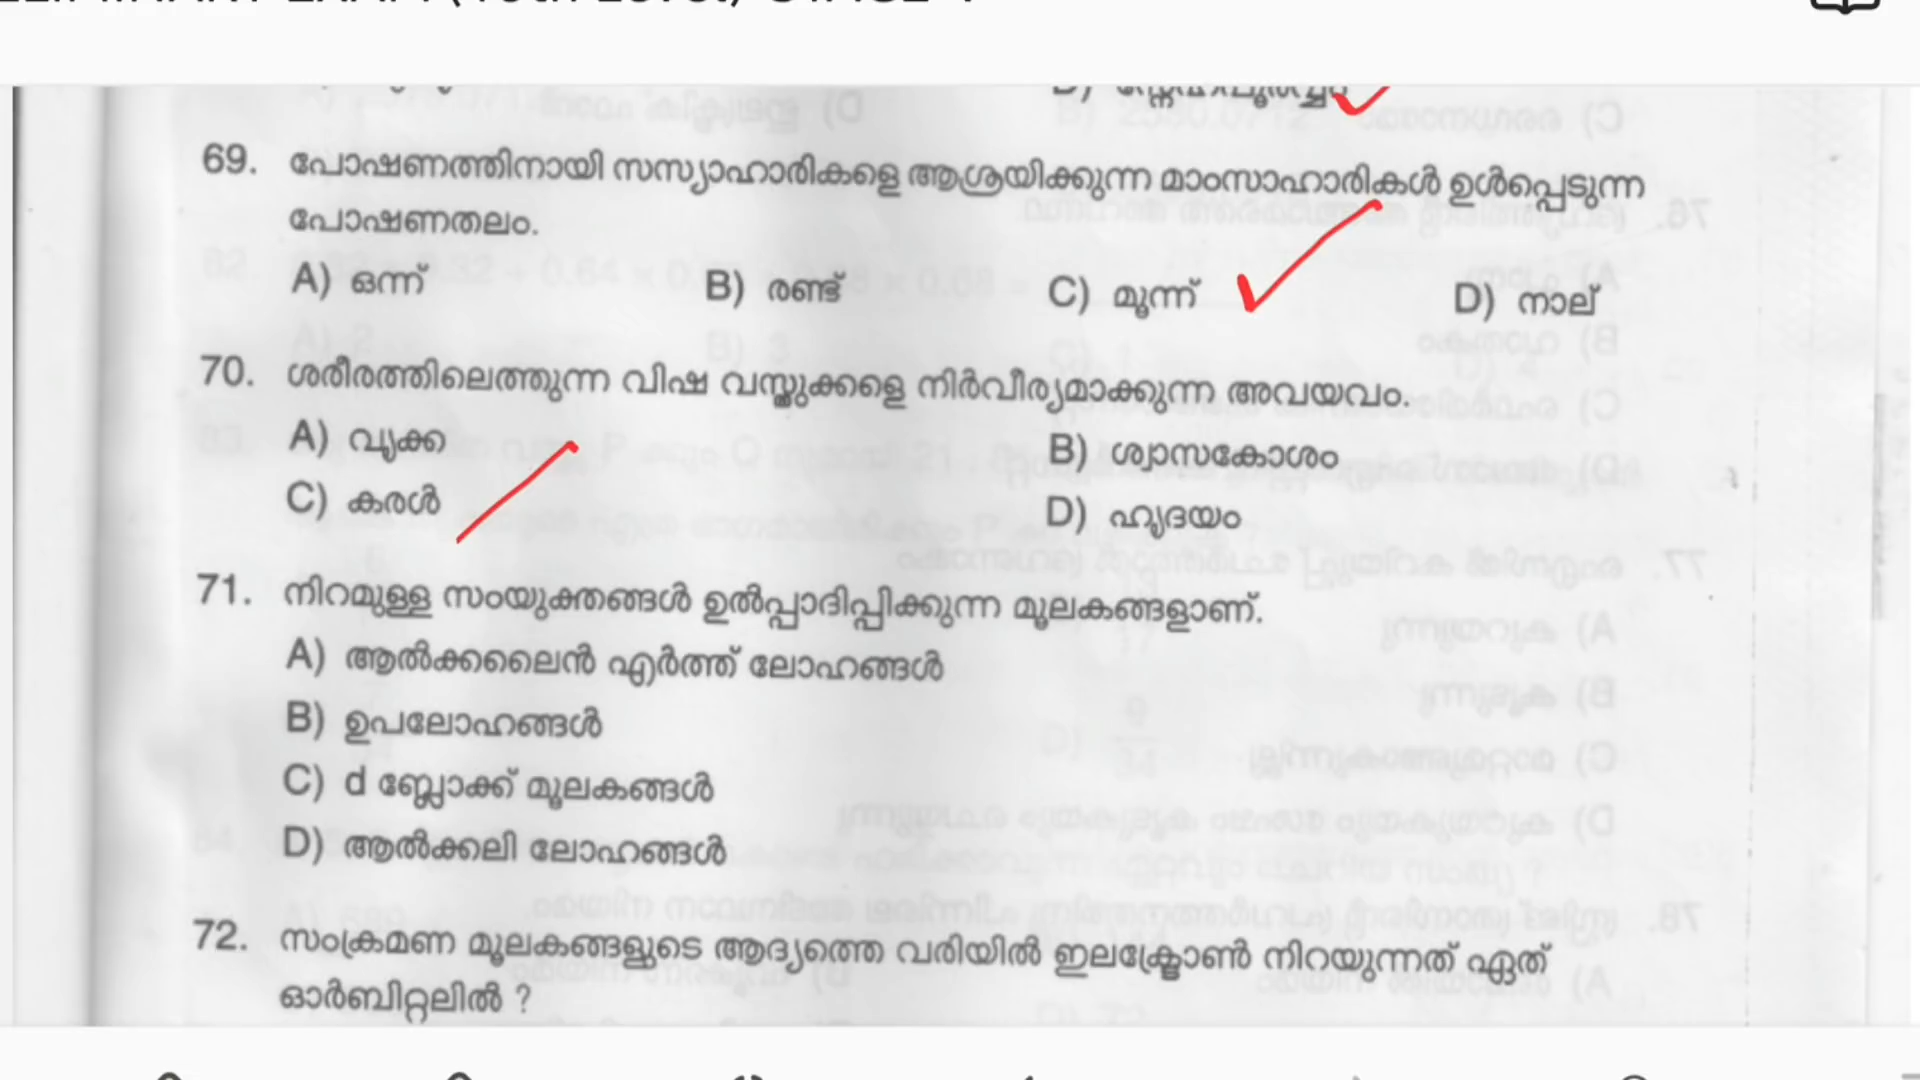 69. പോഷണത്തിനായി സസ്യാഹാരികളെ ആശ്രയിക്കുന്ന മാംസാഹാരികൾ ഉൾപ്പെടുന്ന
പോഷണതലം.
A) ഒന്ന് B) രണ്ട് C) മൂന്ന് D) നാല്
70. ശരീരത്തിലെത്തുന്ന വിഷ വസ്തുക്കളെ നിർവീര്യമാക്കുന്ന അവയവം.
A) വൃക്ക B) ശ്വാസകോശം
C) കരൾ D) ഹൃദയം
71. നിറമുള്ള സംയുക്തങ്ങൾ ഉൽപ്പാദിപ്പിക്കുന്ന മൂലകങ്ങളാണ്.
A) ആൽക്കലൈൻ എർത്ത് ലോഹങ്ങൾ
B) ഉപലോഹങ്ങൾ
C) d ബ്ലോക്ക് മൂലകങ്ങൾ
D) ആൽക്കലി ലോഹങ്ങൾ
72. സംക്രമണ മൂലകങ്ങളുടെ ആദ്യത്തെ വരിയിൽ ഇലക്ട്രോൺ നിറയുന്നത് ഏത്
ഓർബിറ്റലിൽ ?